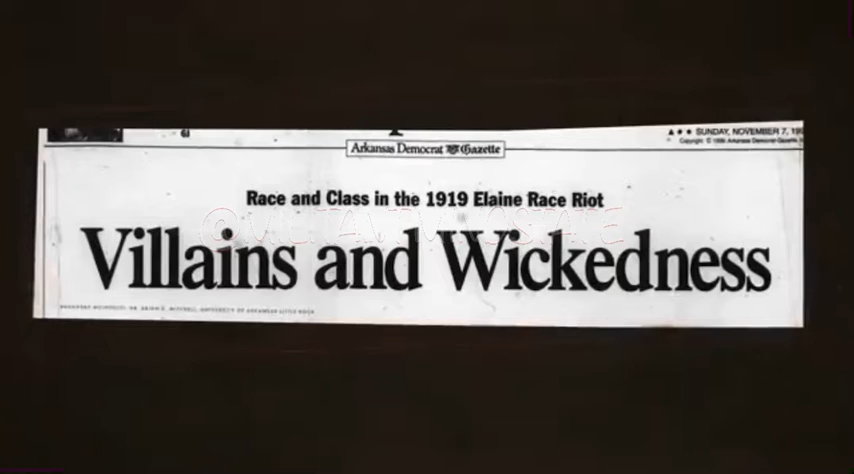 SUNDAY, NOVEMBER 7,
Arkansas Democrat Gazette
Race and Class in the 1919 Elaine Race Riot
Villains and Wickedness